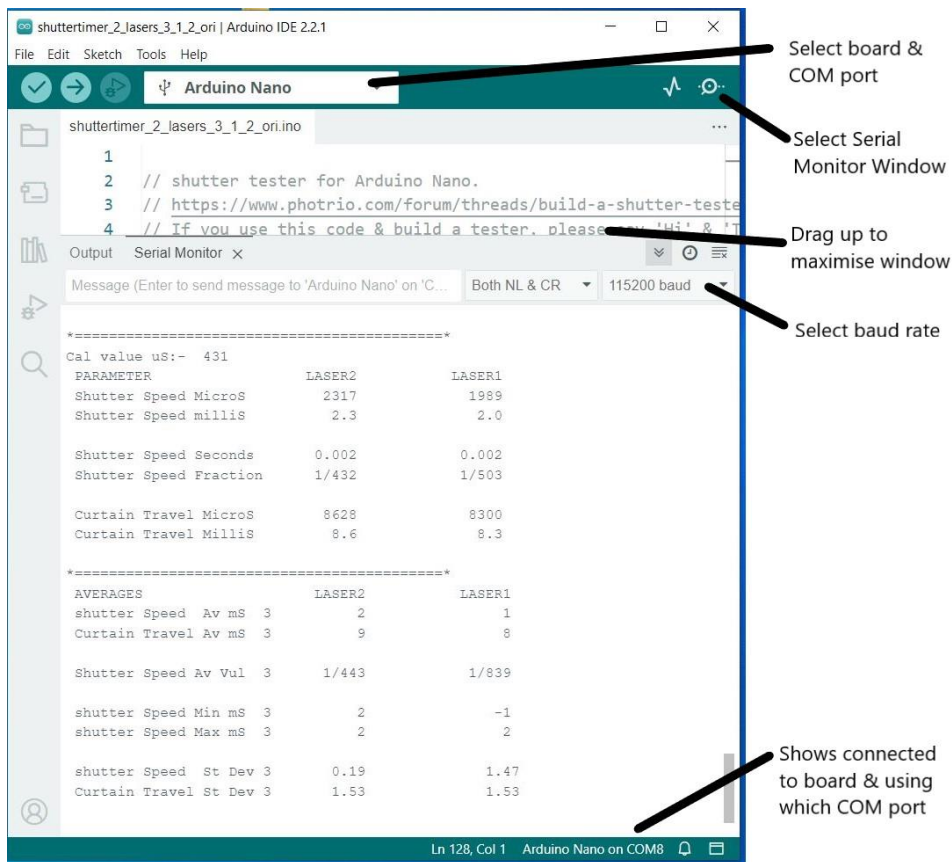 shuttertimer_2_lasers_3_1_2_ori | Arduino IDE 2.2.1
File Edit Sketch Tools Help
Arduino Nano
Select board &
COM port
shuttertimer_2_lasers_3_1_2_ori.ino
Select Serial
Monitor Window
1
2 // shutter tester for Arduino Nano.
3 // https://www.photrio.com/forum/threads/build-a-shutter-teste
4 // If you use this code & build a tester, please say 'Hi' & 'T
Drag up to
maximise window
Output Serial Monitor X
Message (Enter to send message to 'Arduino Nano' on 'C... Both NL & CR 115200 baud
Select baud rate
*===========================================*
Cal value uS:- 431
PARAMETER LASER2 LASER1
Shutter Speed MicroS 2317 1989
Shutter Speed milliS 2.3 2.0
Shutter Speed Seconds 0.002 0.002
Shutter Speed Fraction 1/432 1/503
Curtain Travel MicroS 8628 8300
Curtain Travel MilliS 8.6 8.3
*===========================================*
AVERAGES LASER2 LASER1
shutter Speed Av mS 3 2 1
Curtain Travel Av mS 3 9 8
Shutter Speed Av Vul 3 1/443 1/839
shutter Speed Min mS 3 2 -1
shutter Speed Max mS 3 2 2
shutter Speed St Dev 3 0.19 1.47
Curtain Travel St Dev 3 1.53 1.53
Shows connected
to board & using
which COM port
Ln 128, Col 1 Arduino Nano on COM8